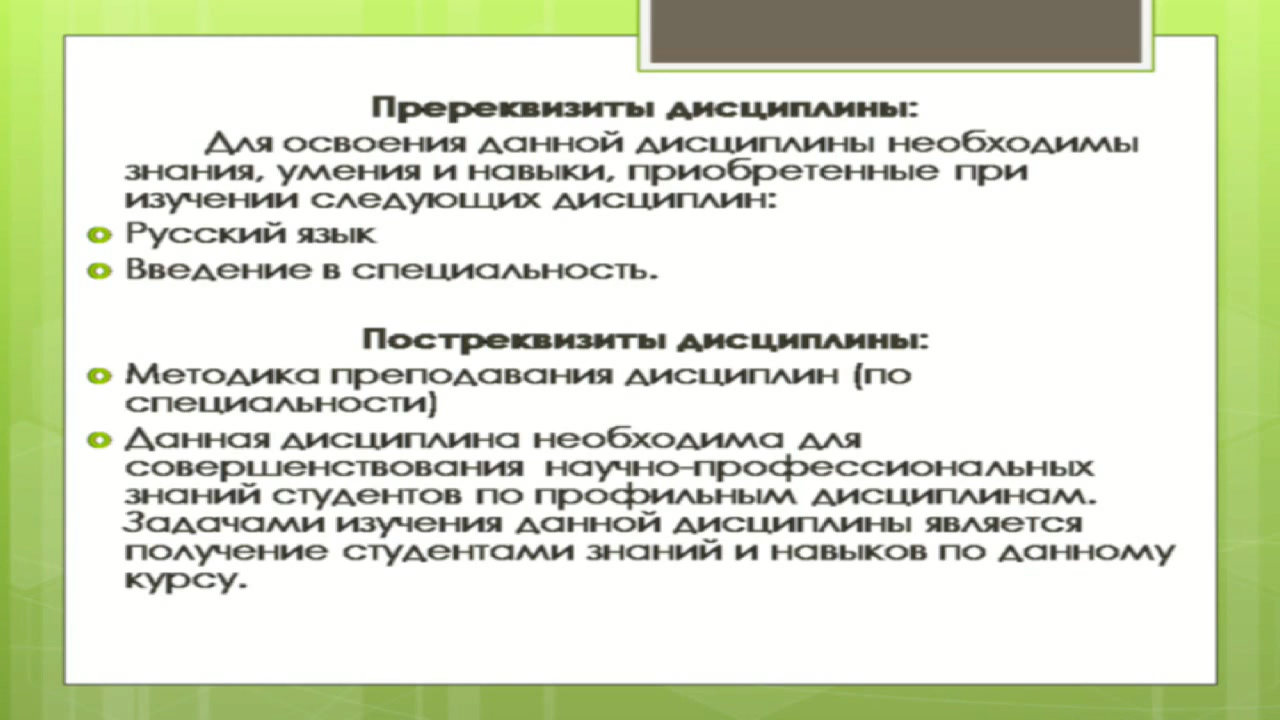 Пререквизиты дисциплины:
Для освоения данной дисциплины необходимы
знания, умения и навыки, приобретенные при
изучении следующих дисциплин:
Русский язык
Введение в специальность.
Постреквизиты дисциплины:
Методика преподавания дисциплин (по
специальности)
Данная дисциплина необходима для
совершенствования научно-профессиональных
знаний студентов по профильным дисциплинам.
Задачами изучения данной дисциплины является
получение студентами знаний и навыков по данному
курсу.